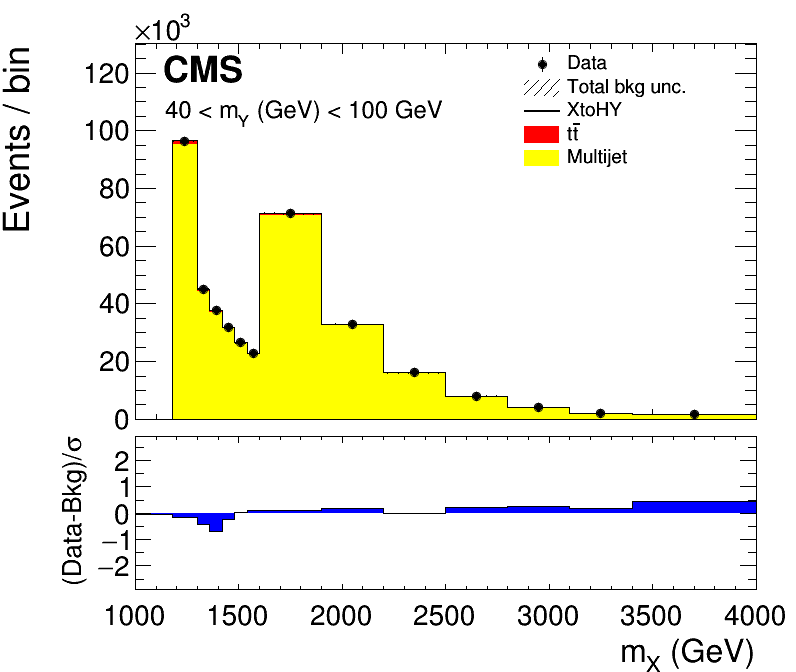 ×10³
Events / bin
120
100
80
60
40
20
0
CMS
40 < m_Y (GeV) < 100 GeV
Data
Total bkg unc.
XtoHY
tt̄
Multijet
(Data-Bkg)/σ
2
1
0
−1
−2
1000 1500 2000 2500 3000 3500 4000
m_X (GeV)